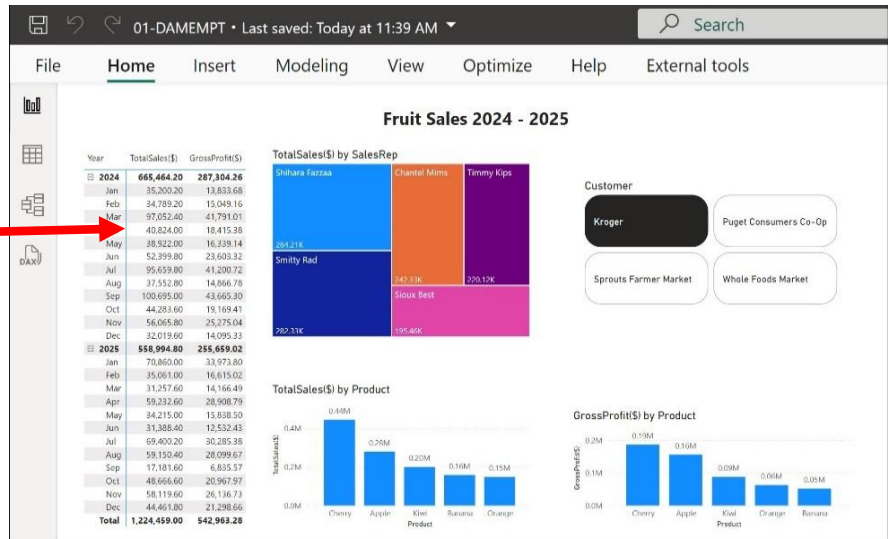 01-DAMEMPT • Last saved: Today at 11:39 AM
Search
File Home Insert Modeling View Optimize Help External tools
Fruit Sales 2024 - 2025
Year TotalSales($) GrossProfit($)
2024 665,464.20 287,304.26
Jan 35,200.20 13,833.68
Feb 34,789.20 15,049.16
Mar 97,052.40 41,791.01
40,824.00 18,415.38
May 38,922.00 16,339.14
Jun 52,399.80 23,603.32
Jul 95,659.80 41,200.72
Aug 37,552.80 14,866.78
Sep 100,695.00 43,665.30
Oct 44,283.60 19,169.41
Nov 56,065.80 25,275.04
Dec 32,019.60 14,095.33
2025 558,994.80 255,659.02
Jan 70,860.00 33,973.80
Feb 35,061.00 16,615.02
Mar 31,257.60 14,166.49
Apr 59,232.60 28,908.79
May 34,215.00 15,838.50
Jun 31,388.40 12,532.43
Jul 69,400.20 30,285.38
Aug 59,150.40 28,099.67
Sep 17,181.60 6,835.57
Oct 48,666.60 20,967.97
Nov 58,119.60 26,136.73
Dec 44,461.80 21,298.66
Total 1,224,459.00 542,963.28
TotalSales($) by SalesRep
Shihara Fazzaa
284.21K
Smitty Rad
282.33K
Chantel Mims
242.33K
Timmy Kips
220.12K
Sioux Best
195.46K
Customer
Kroger
Puget Consumers Co-Op
Sprouts Farmer Market
Whole Foods Market
TotalSales($) by Product
TotalSales($)
0.4M
0.2M
0.0M
0.44M
0.28M
0.20M
0.16M
0.15M
Cherry Apple Kiwi Banana Orange
Product
GrossProfit($) by Product
GrossProfit($)
0.2M
0.1M
0.0M
0.19M
0.16M
0.09M
0.06M
0.05M
Cherry Apple Kiwi Orange Banana
Product
DAX